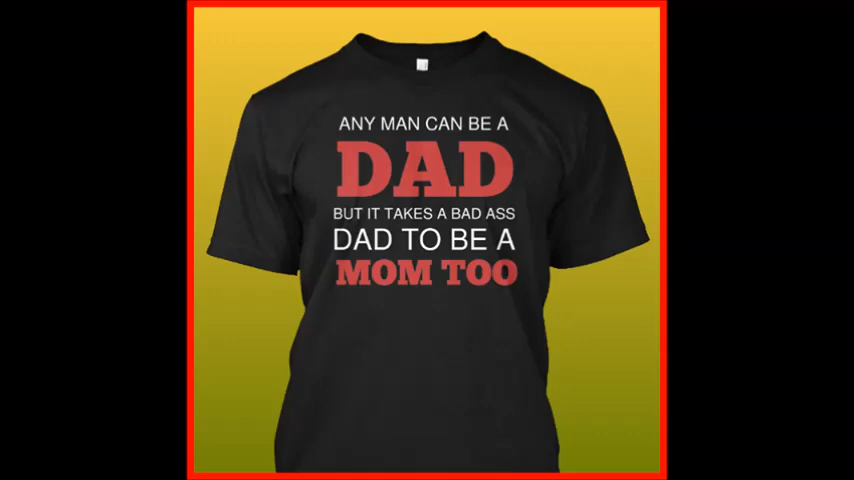 ANY MAN CAN BE A
DAD
BUT IT TAKES A BAD ASS
DAD TO BE A
MOM TOO